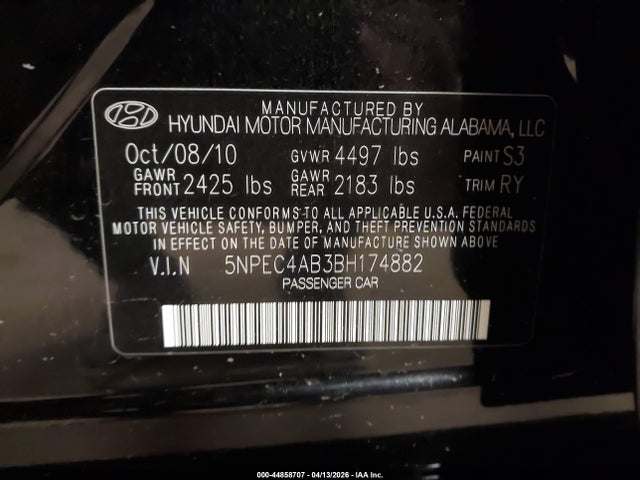 MANUFACTURED BY
HYUNDAI MOTOR MANUFACTURING ALABAMA, LLC
Oct/08/10 GVWR 4497 lbs PAINT S3
GAWR FRONT 2425 lbs GAWR REAR 2183 lbs TRIM RY
THIS VEHICLE CONFORMS TO ALL APPLICABLE U.S.A. FEDERAL
MOTOR VEHICLE SAFETY, BUMPER, AND THEFT PREVENTION STANDARDS
IN EFFECT ON THE DATE OF MANUFACTURE SHOWN ABOVE
V.I.N 5NPEC4AB3BH174882
PASSENGER CAR
000-44858707 - 04/13/2026 - IAA Inc.